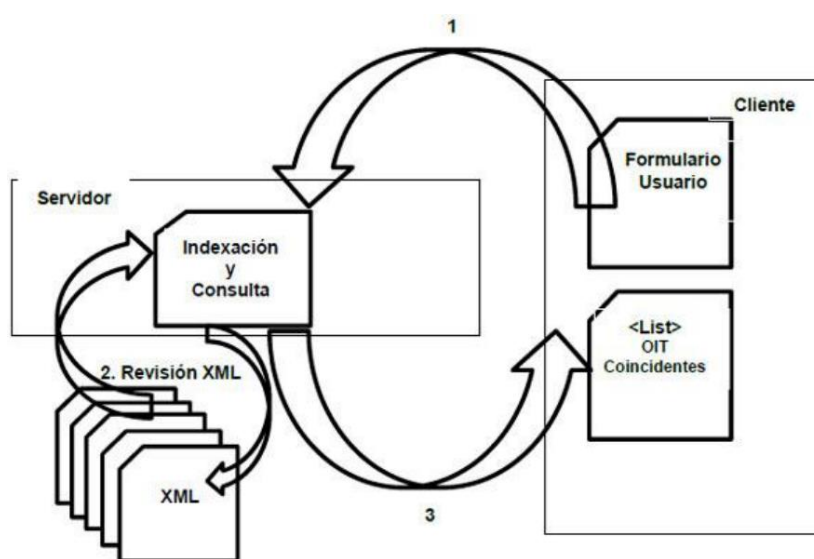 1
Cliente
Formulario
Usuario
Servidor
Indexación
y
Consulta
<List>
OIT
Coincidentes
2. Revisión XML
XML
3